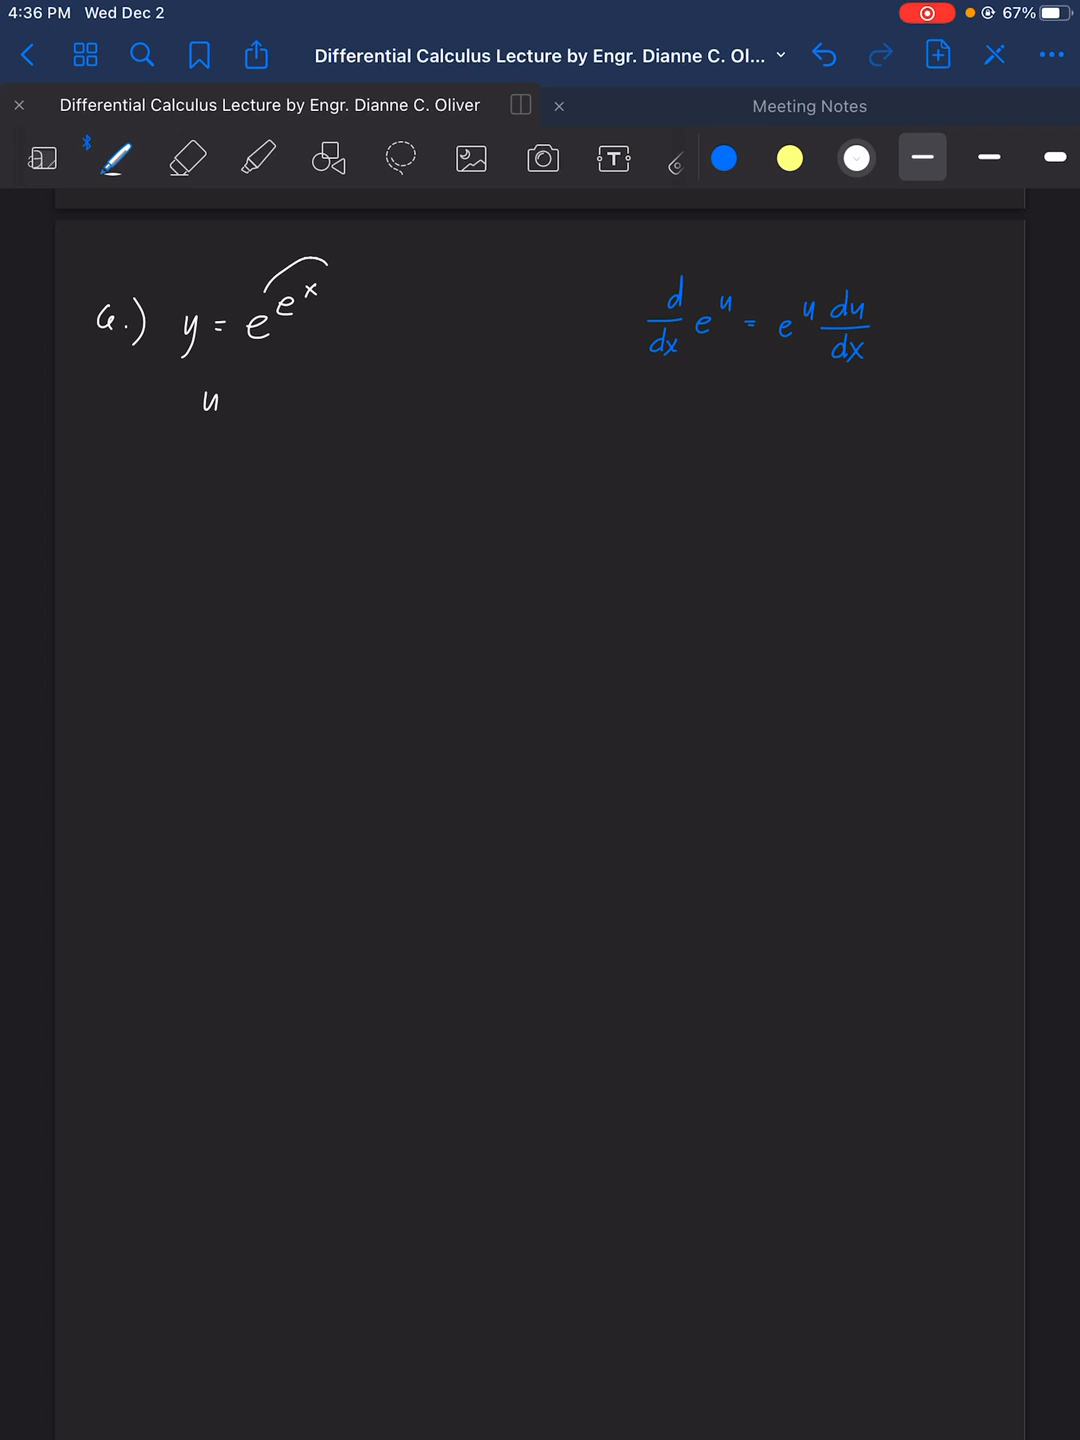 4:36 PM Wed Dec 2 67%
Differential Calculus Lecture by Engr. Dianne C. Ol...
Differential Calculus Lecture by Engr. Dianne C. Oliver Meeting Notes
T
6.) y = e^e^x
d/dx e^u = e^u du/dx
u